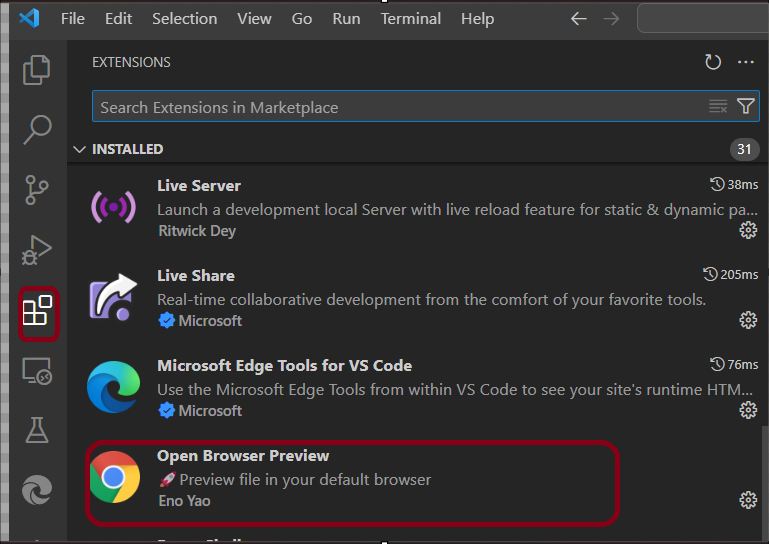 File Edit Selection View Go Run Terminal Help
EXTENSIONS
Search Extensions in Marketplace
INSTALLED 31
Live Server 38ms
Launch a development local Server with live reload feature for static & dynamic pa...
Ritwick Dey
Live Share 205ms
Real-time collaborative development from the comfort of your favorite tools.
Microsoft
Microsoft Edge Tools for VS Code 76ms
Use the Microsoft Edge Tools from within VS Code to see your site's runtime HTM...
Microsoft
Open Browser Preview
🚀Preview file in your default browser
Eno Yao